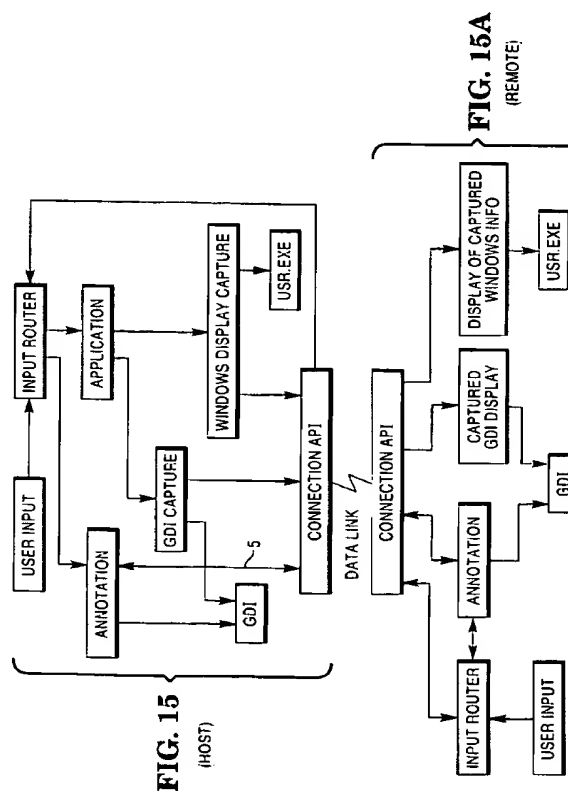 FIG. 15
(HOST)
USER INPUT
INPUT ROUTER
ANNOTATION
APPLICATION
GDI CAPTURE
WINDOWS DISPLAY CAPTURE
GDI
5
USR.EXE
CONNECTION API
DATA LINK
FIG. 15A
(REMOTE)
CONNECTION API
INPUT ROUTER
ANNOTATION
CAPTURED
GDI DISPLAY
DISPLAY OF CAPTURED
WINDOWS INFO
USER INPUT
GDI
USR.EXE